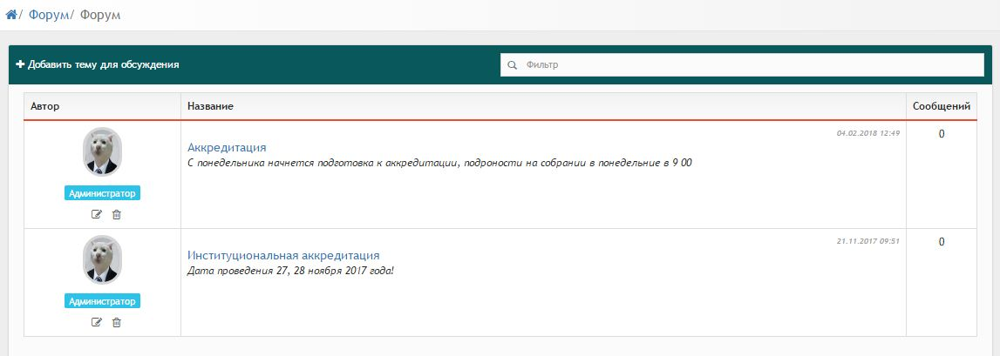 / Форум/ Форум
Добавить тему для обсуждения
Фильтр
Автор Название Сообщений
04.02.2018 12:49 0
Аккредитация
С понедельника начнется подготовка к аккредитации, подроности на собрании в понедельние в 9 00
Администратор
21.11.2017 09:51 0
Институциональная аккредитация
Дата проведения 27, 28 ноября 2017 года!
Администратор